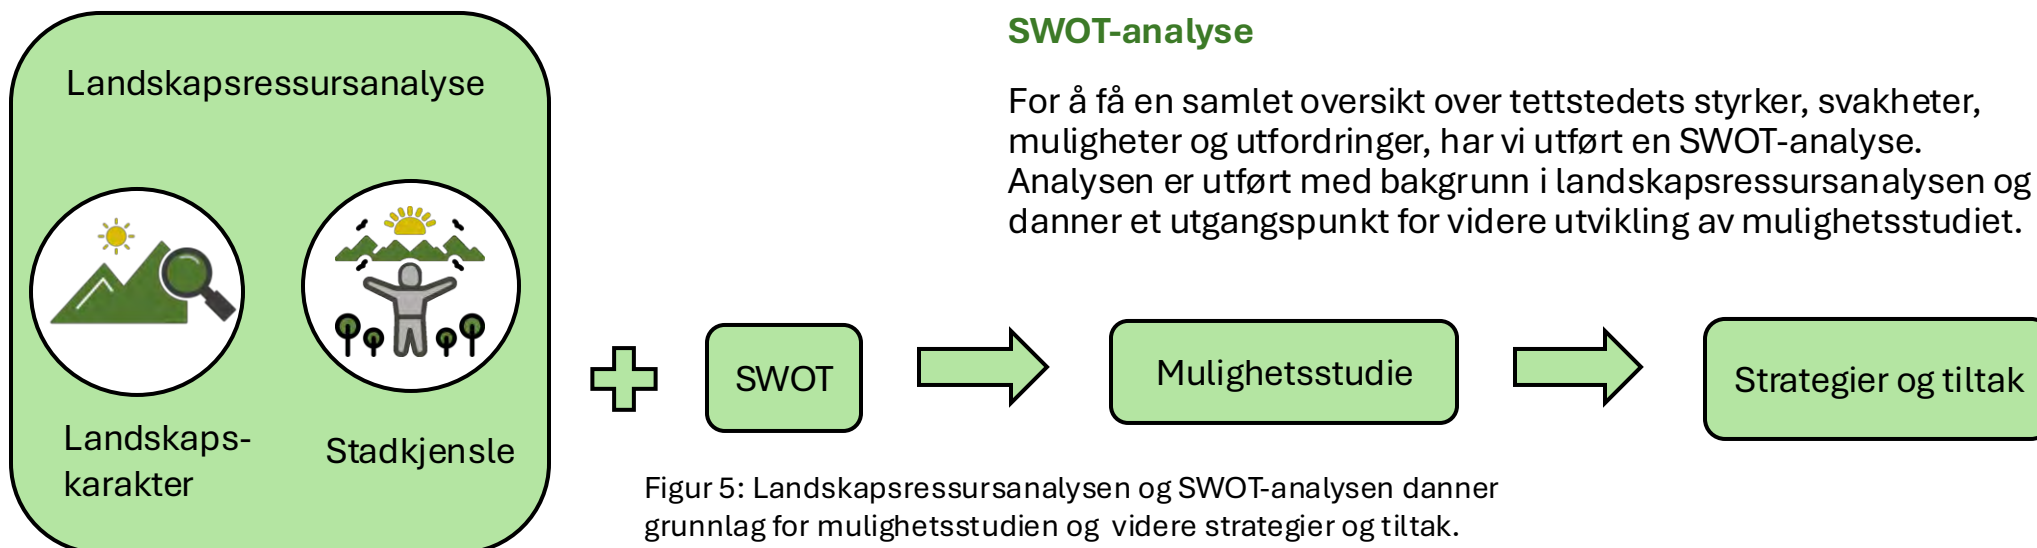 Landskapsressursanalyse
Landskaps-
karakter
Stadkjensle
SWOT-analyse
For å få en samlet oversikt over tettstedets styrker, svakheter,
muligheter og utfordringer, har vi utført en SWOT-analyse.
Analysen er utført med bakgrunn i landskapsressursanalysen og
danner et utgangspunkt for videre utvikling av mulighetsstudiet.
SWOT
Mulighetsstudie
Strategier og tiltak
Figur 5: Landskapsressursanalysen og SWOT-analysen danner
grunnlag for mulighetsstudien og videre strategier og tiltak.